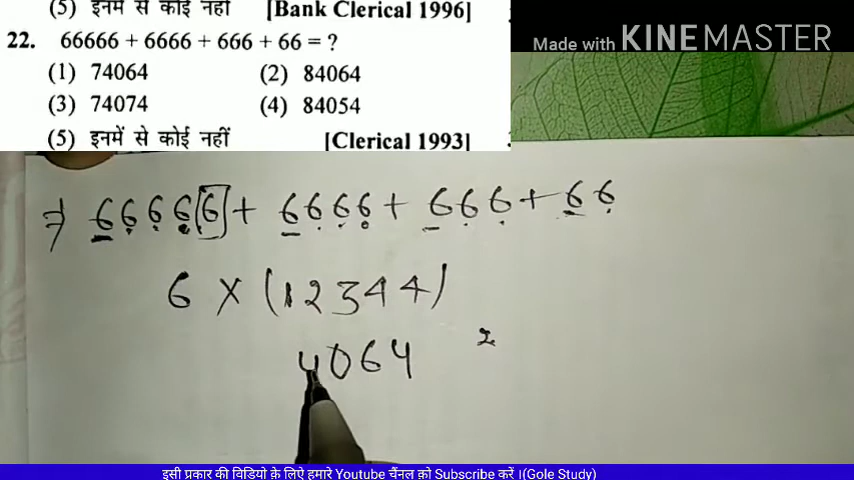 (5) इनमें से कोई नहीं [Bank Clerical 1996]
22. 66666 + 6666 + 666 + 66 = ?
(1) 74064 (2) 84064
(3) 74074 (4) 84054
(5) इनमें से कोई नहीं [Clerical 1993]
Made with KINEMASTER
⇒ 66666 + 6666 + 666 + 66
6 × (12344)
4064
इसी प्रकार की विडियो के लिऐ हमारे Youtube चैंनल क़ो Subscribe करें ।(Gole Study)